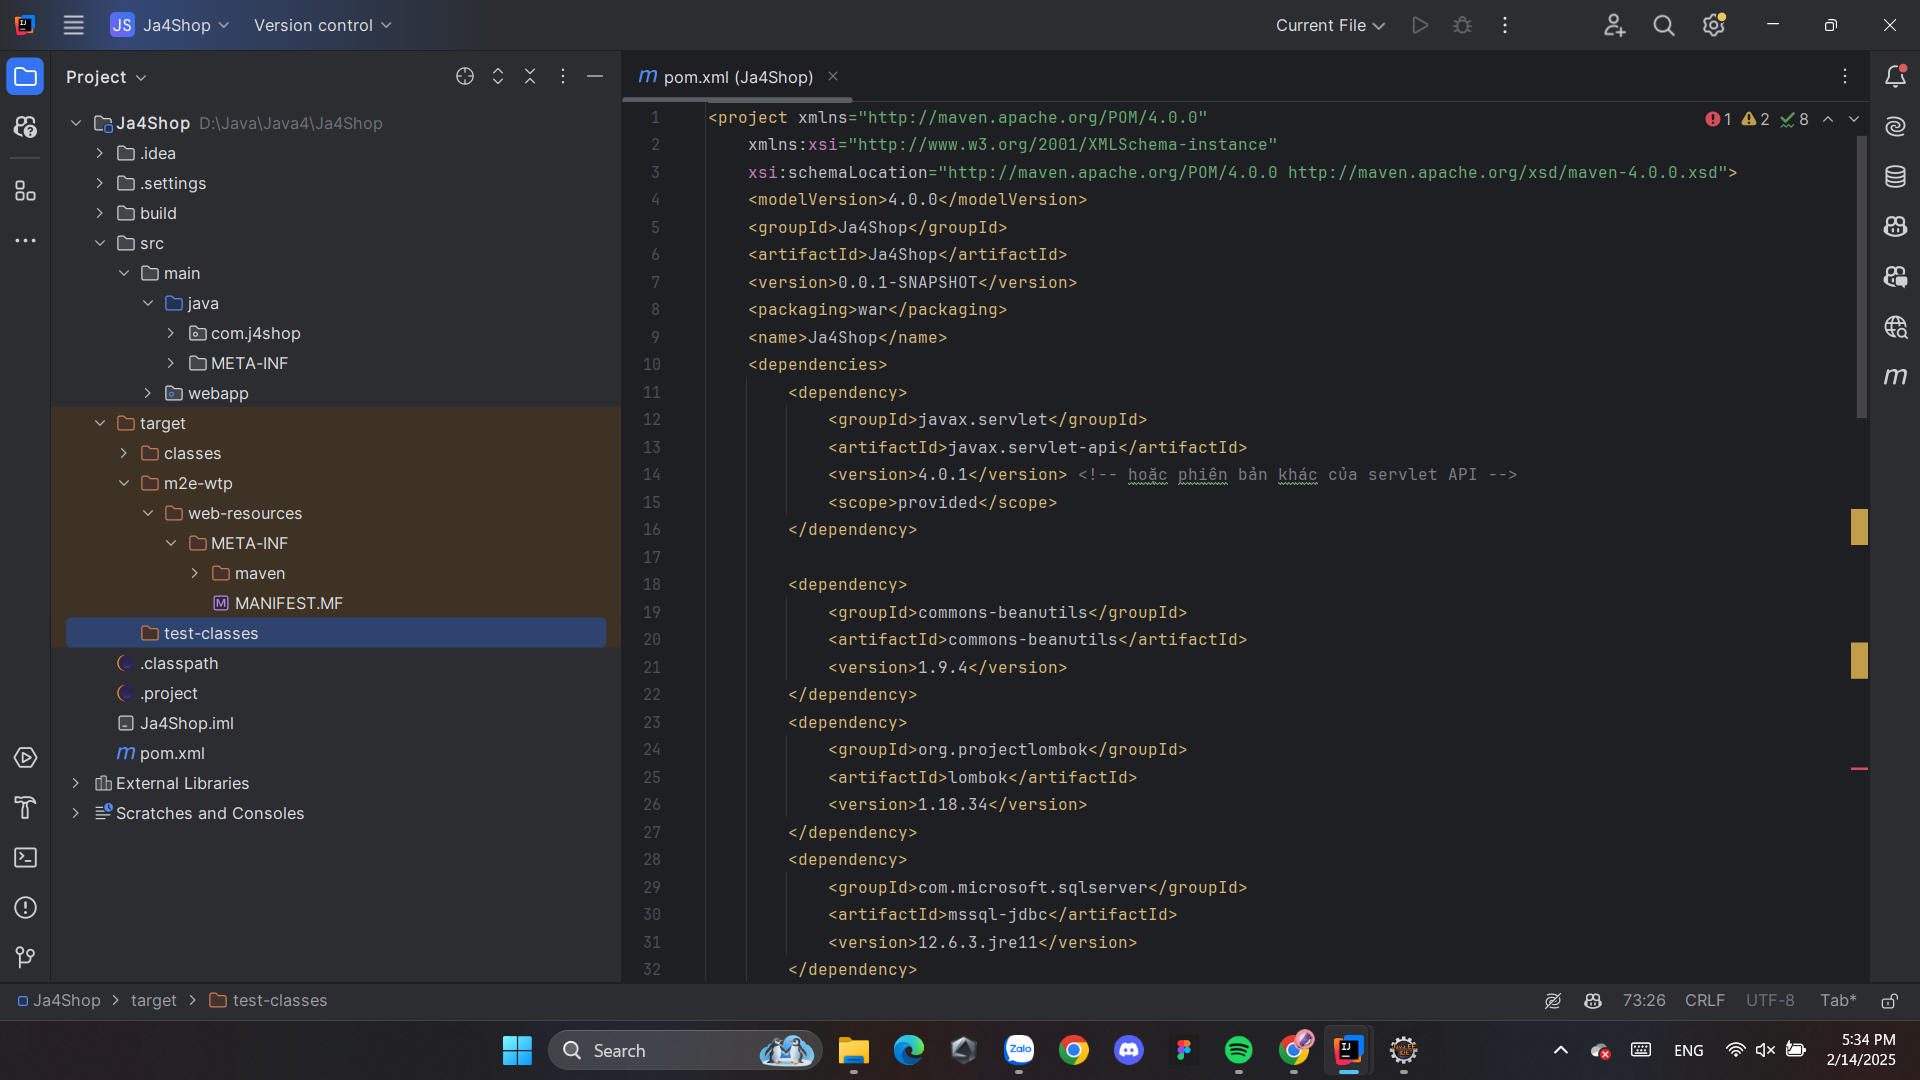 JS Ja4Shop Version control Current File
Project
pom.xml (Ja4Shop)
Ja4Shop D:\Java\Java4\Ja4Shop
.idea
.settings
build
src
main
java
com.j4shop
META-INF
webapp
target
classes
m2e-wtp
web-resources
META-INF
maven
MANIFEST.MF
test-classes
.classpath
.project
Ja4Shop.iml
pom.xml
External Libraries
Scratches and Consoles
1 <project xmlns="http://maven.apache.org/POM/4.0.0"
1 2 8
2 xmlns:xsi="http://www.w3.org/2001/XMLSchema-instance"
3 xsi:schemaLocation="http://maven.apache.org/POM/4.0.0 http://maven.apache.org/xsd/maven-4.0.0.xsd">
4 <modelVersion>4.0.0</modelVersion>
5 <groupId>Ja4Shop</groupId>
6 <artifactId>Ja4Shop</artifactId>
7 <version>0.0.1-SNAPSHOT</version>
8 <packaging>war</packaging>
9 <name>Ja4Shop</name>
10 <dependencies>
11 <dependency>
12 <groupId>javax.servlet</groupId>
13 <artifactId>javax.servlet-api</artifactId>
14 <version>4.0.1</version> <!-- hoặc phiên bản khác của servlet API -->
15 <scope>provided</scope>
16 </dependency>
17
18 <dependency>
19 <groupId>commons-beanutils</groupId>
20 <artifactId>commons-beanutils</artifactId>
21 <version>1.9.4</version>
22 </dependency>
23 <dependency>
24 <groupId>org.projectlombok</groupId>
25 <artifactId>lombok</artifactId>
26 <version>1.18.34</version>
27 </dependency>
28 <dependency>
29 <groupId>com.microsoft.sqlserver</groupId>
30 <artifactId>mssql-jdbc</artifactId>
31 <version>12.6.3.jre11</version>
32 </dependency>
Ja4Shop target test-classes
73:26 CRLF UTF-8 Tab*
Search
Zalo
ENG
5:34 PM
2/14/2025